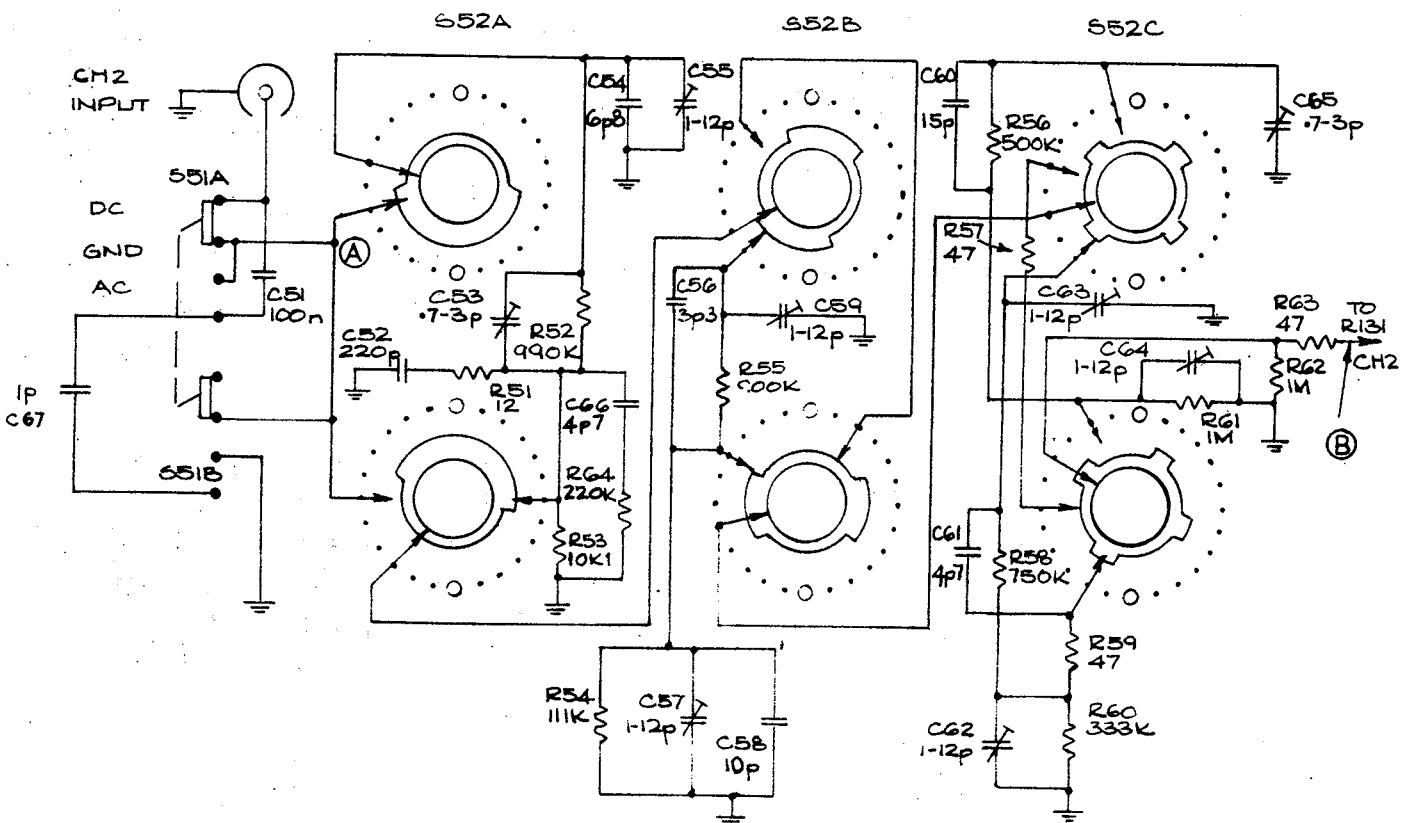 S52A
S52B
S52C
CH2
INPUT
S51A
DC
GND
AC
C51
100n
1p
C67
S51B
A
C54
6p8
C55
1-12p
C53
.7-3p
R52
990K
C52
220p
R51
12
C66
4p7
R64
220K
R53
10K1
C56
3p3
C59
1-12p
R55
R54
111K
C57
1-12p
C58
10p
C60
15p
R56
500K
C65
.7-3p
R57
47
C63
1-12p
C64
1-12p
R63
47
TO
R131
CH2
R62
1M
R61
1M
B
C61
4p7
R58
750K
R59
47
C62
1-12p
R60
333K